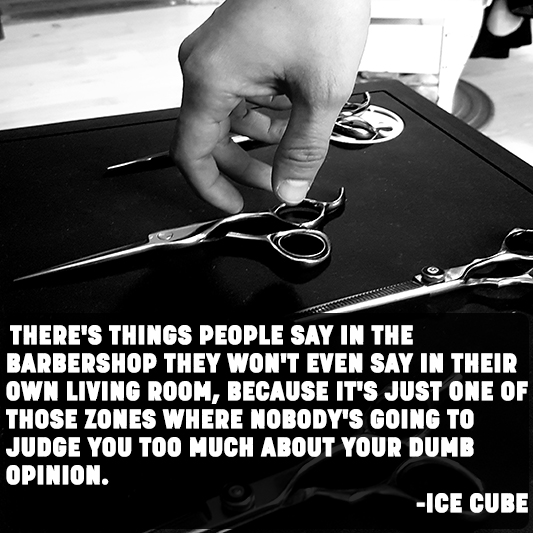 THERE'S THINGS PEOPLE SAY IN THE
BARBERSHOP THEY WON'T EVEN SAY IN THEIR
OWN LIVING ROOM, BECAUSE IT'S JUST ONE OF
THOSE ZONES WHERE NOBODY'S GOING TO
JUDGE YOU TOO MUCH ABOUT YOUR DUMB
OPINION.
-ICE CUBE